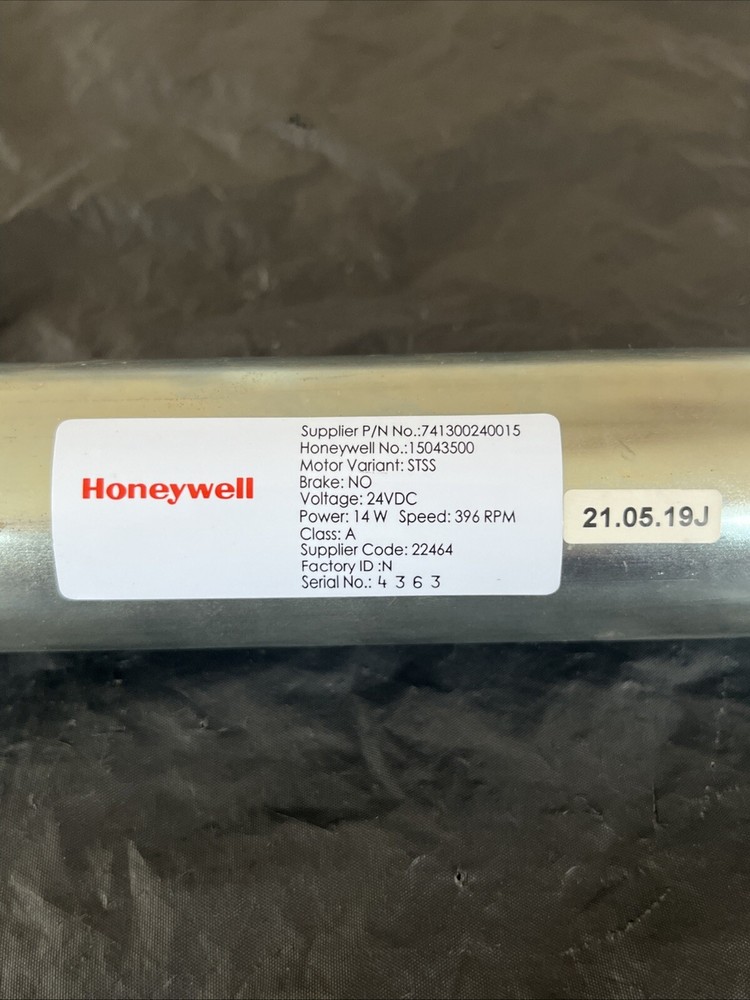 Honeywell
Supplier P/N No.:741300240015
Honeywell No.:15043500
Motor Variant: STSS
Brake: NO
Voltage: 24VDC
Power: 14 W Speed: 396 RPM
Class: A
Supplier Code: 22464
Factory ID :N
Serial No.: 4 3 6 3
21.05.19J